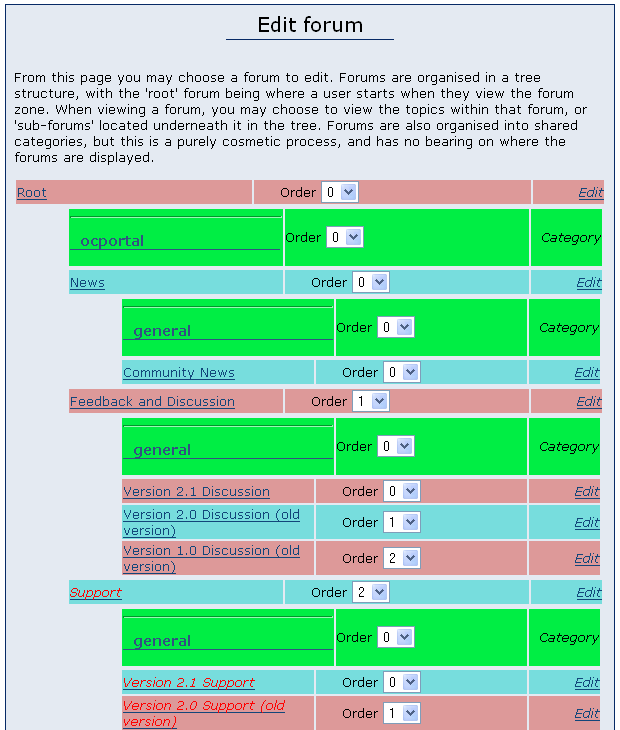 Edit forum
From this page you may choose a forum to edit. Forums are organised in a tree
structure, with the 'root' forum being where a user starts when they view the forum
zone. When viewing a forum, you may choose to view the topics within that forum, or
'sub-forums' located underneath it in the tree. Forums are also organised into shared
categories, but this is a purely cosmetic process, and has no bearing on where the
forums are displayed.
Root Order 0 Edit
ocportal Order 0 Category
News Order 0 Edit
general Order 0 Category
Community News Order 0 Edit
Feedback and Discussion Order 1 Edit
general Order 0 Category
Version 2.1 Discussion Order 0 Edit
Version 2.0 Discussion (old
version) Order 1 Edit
Version 1.0 Discussion (old
version) Order 2 Edit
Support Order 2 Edit
general Order 0 Category
Version 2.1 Support Order 0 Edit
Version 2.0 Support (old
version) Order 1 Edit